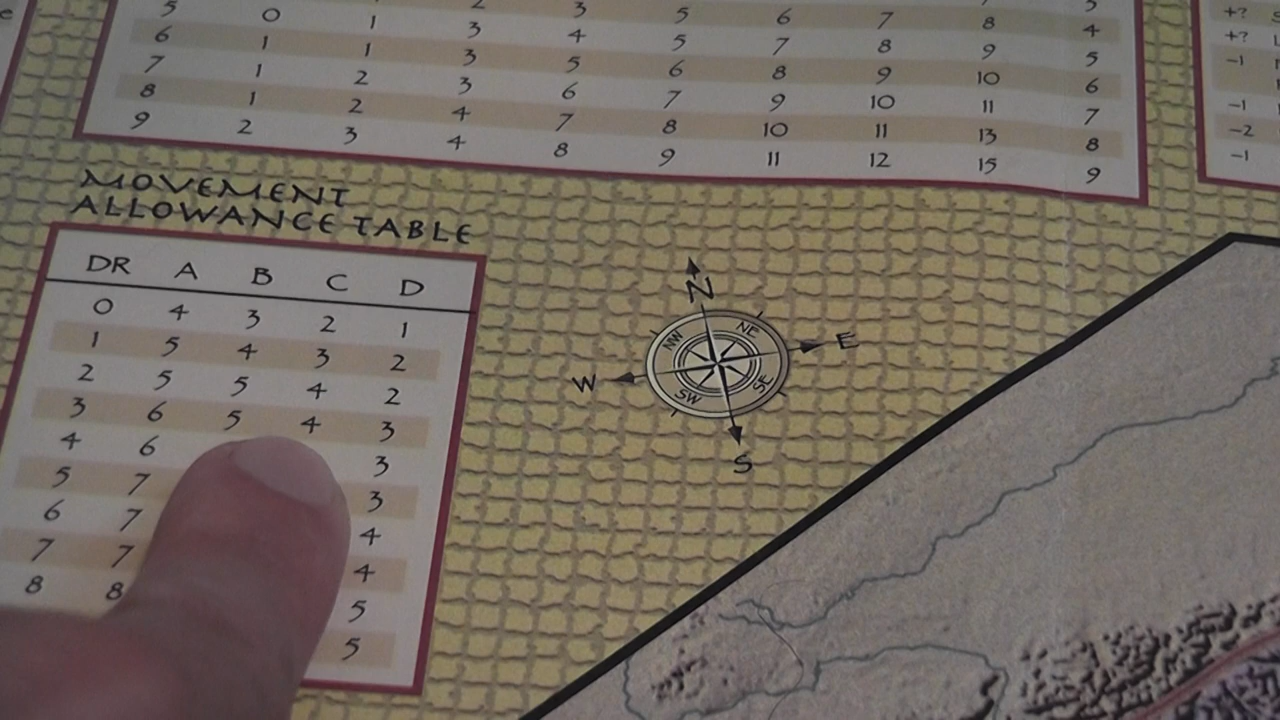 2 3 5 6 7 8 4
5 0 1 3 4 5 7 8 9 5
6 1 1 3 5 6 8 9 10 6
7 1 2 3 6 7 9 10 11 7
8 1 2 4 7 8 10 11 13 8
9 2 3 4 8 9 11 12 15 9
+?
+?
-1
-1
-2
-1
MOVEMENT
ALLOWANCE TABLE
DR A B C D
0 4 3 2 1
1 5 4 3 2
2 5 5 4 2
3 6 5 4 3
4 6 3
5 7 3
6 7 4
7 7 4
8 8 5
5
N
NW NE
W E
SW SE
S